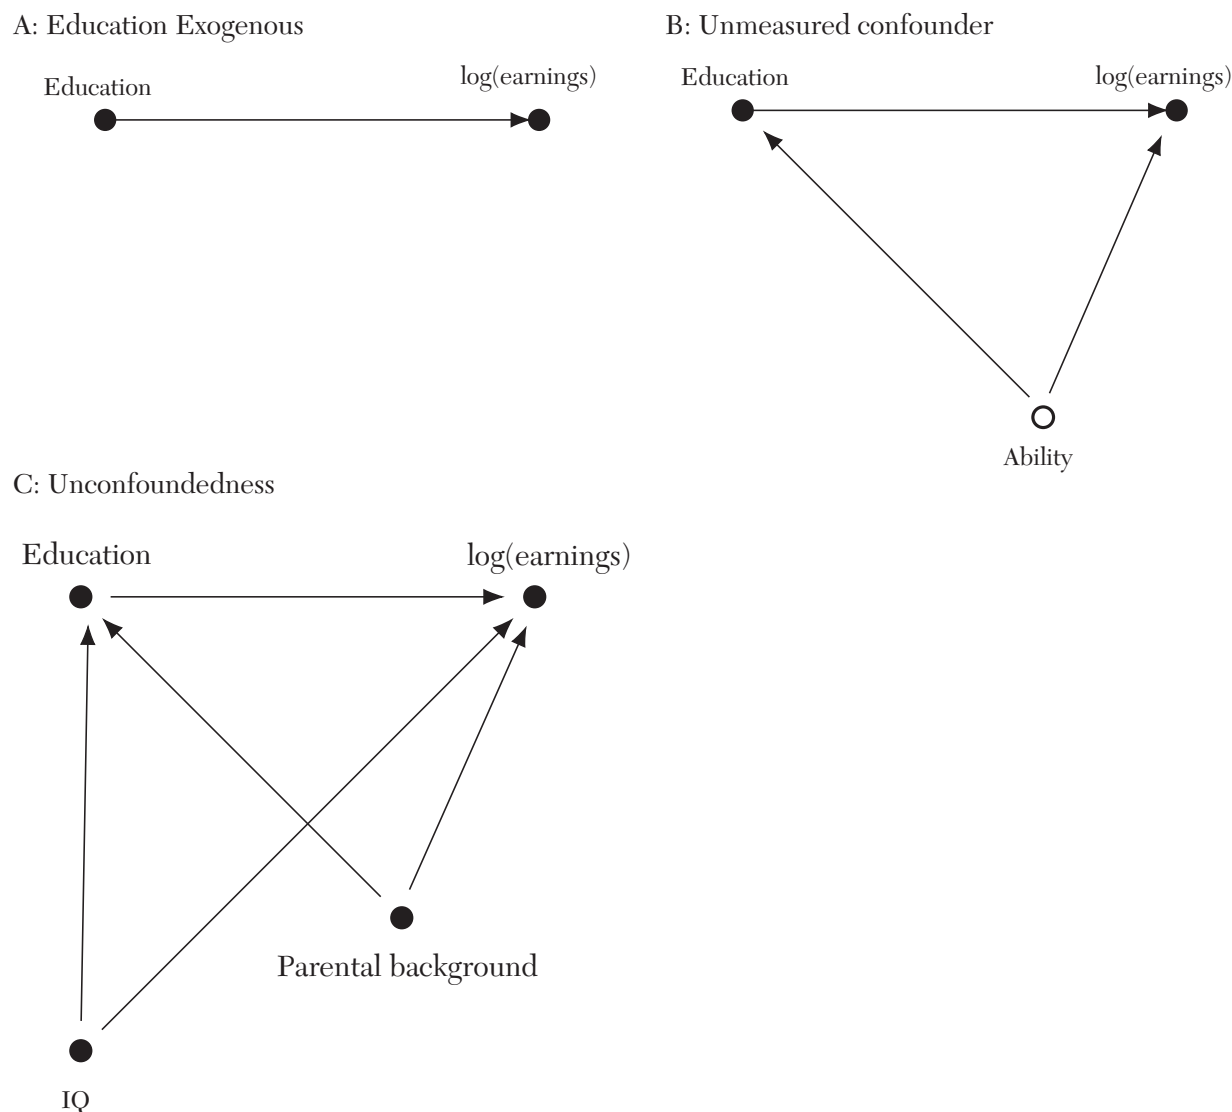 A: Education Exogenous
Education
log(earnings)
B: Unmeasured confounder
Education
log(earnings)
Ability
C: Unconfoundedness
Education
log(earnings)
Parental background
IQ